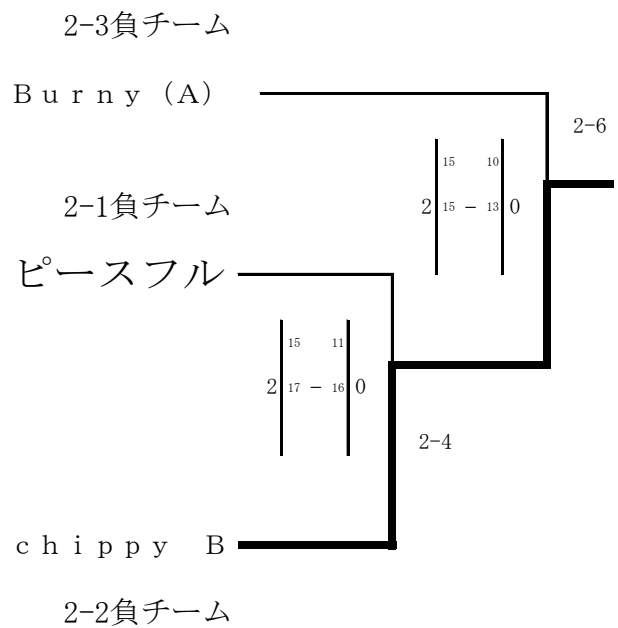 2-3負チーム
Ｂｕｒｎｙ（Ａ）
2-6
15 10
2-1負チーム
2 15 － 13 0
ピースフル
15 11
2 17 － 16 0
2-4
ｃｈｉｐｐｙ　Ｂ
2-2負チーム